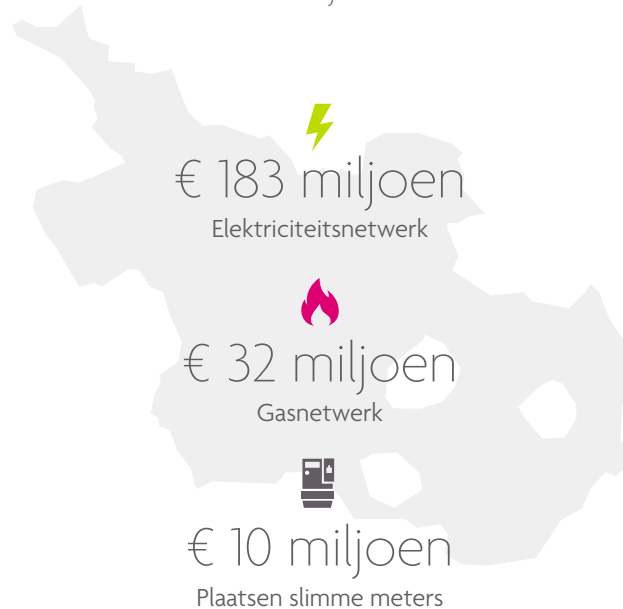 € 183 miljoen
Elektriciteitsnetwerk
€ 32 miljoen
Gasnetwerk
€ 10 miljoen
Plaatsen slimme meters